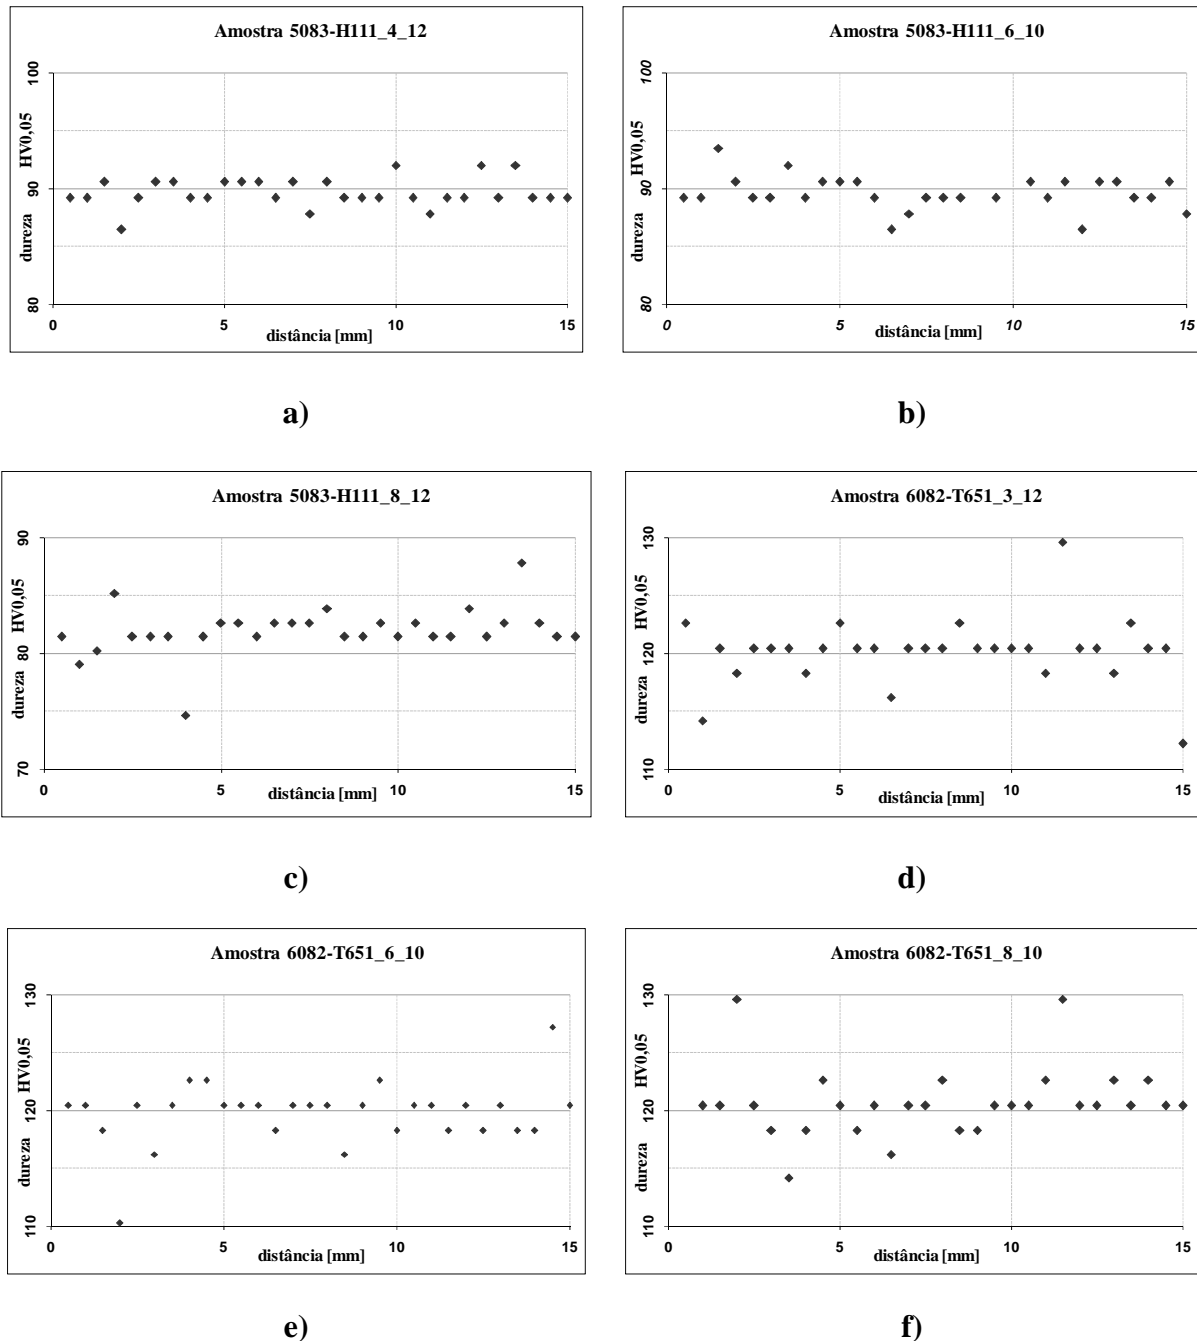 Amostra 5083-H111_4_12
dureza HV0,05
100
90
80
0 5 10 15
distância [mm]
a)
Amostra 5083-H111_6_10
dureza HV0,05
100
90
80
0 5 10 15
distância [mm]
b)
Amostra 5083-H111_8_12
dureza HV0,05
90
80
70
0 5 10 15
distância [mm]
c)
Amostra 6082-T651_3_12
dureza HV0,05
130
120
110
0 5 10 15
distância [mm]
d)
Amostra 6082-T651_6_10
dureza HV0,05
130
120
110
0 5 10 15
distância [mm]
e)
Amostra 6082-T651_8_10
dureza HV0,05
130
120
110
0 5 10 15
distância [mm]
f)